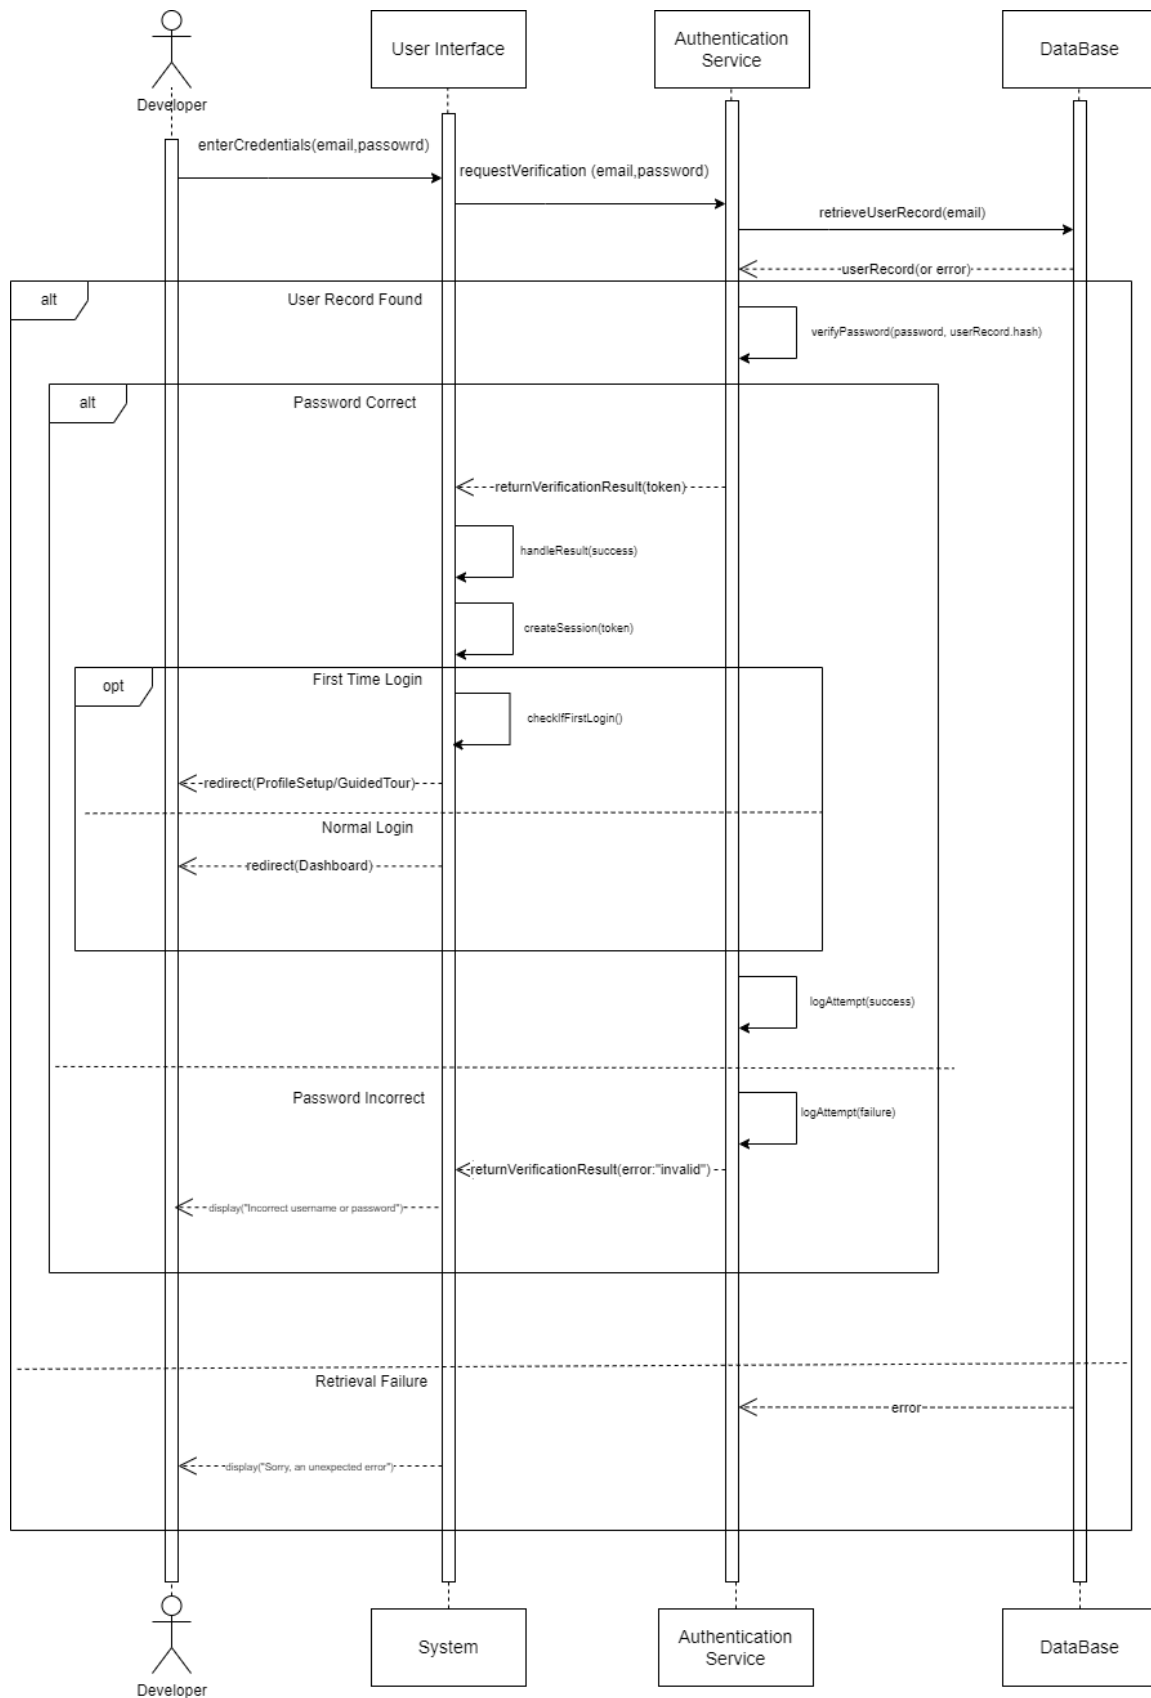 Developer
User Interface
Authentication
Service
DataBase
enterCredentials(email,passowrd)
requestVerification (email,password)
retrieveUserRecord(email)
userRecord(or error)
alt
User Record Found
verifyPassword(password, userRecord.hash)
alt
Password Correct
returnVerificationResult(token)
handleResult(success)
createSession(token)
opt
First Time Login
checkIfFirstLogin()
redirect(ProfileSetup/GuidedTour)
Normal Login
redirect(Dashboard)
logAttempt(success)
Password Incorrect
logAttempt(failure)
returnVerificationResult(error:"invalid")
display("Incorrect username or password")
Retrieval Failure
error
display("Sorry, an unexpected error")
Developer
System
Authentication
Service
DataBase